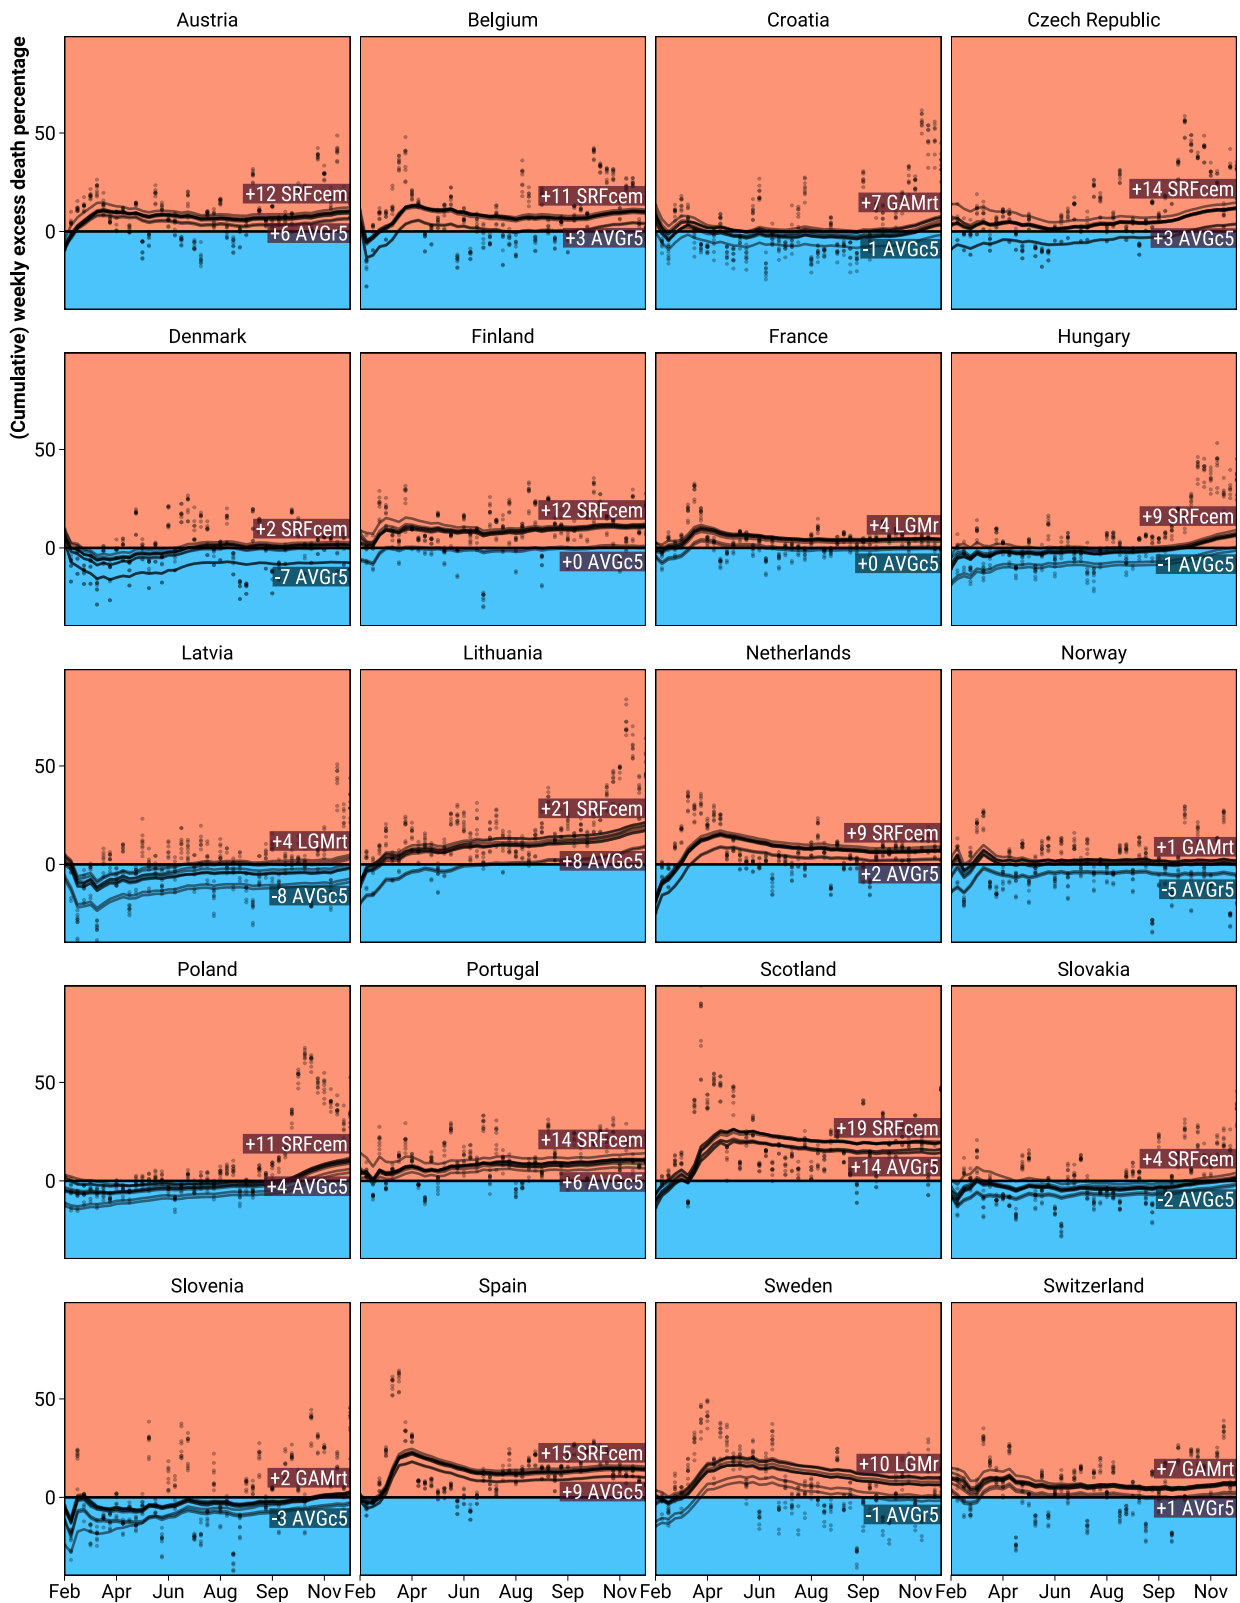 (Cumulative) weekly excess death percentage
Austria
Belgium
Croatia
Czech Republic
50
0
+12 SRFcem
+6 AVGr5
+11 SRFcem
+3 AVGr5
+7 GAMrt
-1 AVGc5
+14 SRFcem
+3 AVGc5
Denmark
Finland
France
Hungary
50
0
+2 SRFcem
-7 AVGr5
+12 SRFcem
+0 AVGc5
+4 LGMr
+0 AVGc5
+9 SRFcem
-1 AVGc5
Latvia
Lithuania
Netherlands
Norway
50
0
+4 LGMrt
-8 AVGc5
+21 SRFcem
+8 AVGc5
+9 SRFcem
+2 AVGr5
+1 GAMrt
-5 AVGr5
Poland
Portugal
Scotland
Slovakia
50
0
+11 SRFcem
+4 AVGc5
+14 SRFcem
+6 AVGc5
+19 SRFcem
+14 AVGr5
+4 SRFcem
-2 AVGc5
Slovenia
Spain
Sweden
Switzerland
50
0
+2 GAMrt
-3 AVGc5
+15 SRFcem
+9 AVGc5
+10 LGMr
-1 AVGr5
+7 GAMrt
+1 AVGr5
Feb Apr Jun Aug Sep Nov Feb Apr Jun Aug Sep Nov Feb Apr Jun Aug Sep Nov Feb Apr Jun Aug Sep Nov